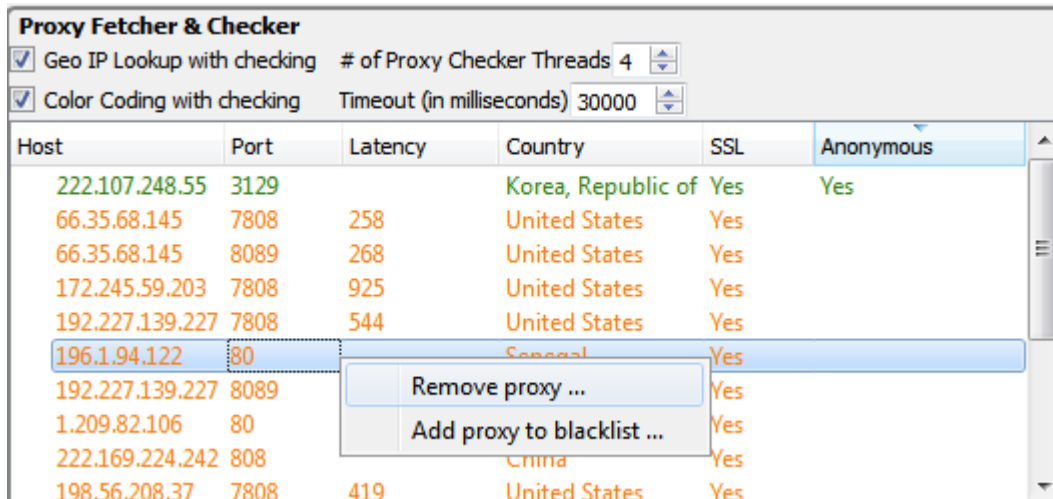 Proxy Fetcher & Checker
Geo IP Lookup with checking # of Proxy Checker Threads 4
Color Coding with checking Timeout (in milliseconds) 30000
Host Port Latency Country SSL Anonymous
222.107.248.55 3129 Korea, Republic of Yes Yes
66.35.68.145 7808 258 United States Yes
66.35.68.145 8089 268 United States Yes
172.245.59.203 7808 925 United States Yes
192.227.139.227 7808 544 United States Yes
196.1.94.122 80 Senegal Yes
192.227.139.227 8089 Remove proxy ... Yes
1.209.82.106 80 Add proxy to blacklist ... Yes
222.169.224.242 808 China Yes
198.56.208.37 7808 419 United States Yes